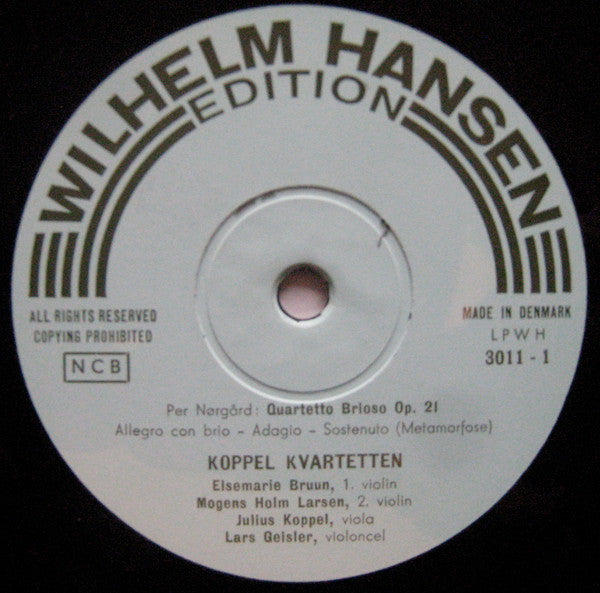 WILHELM HANSEN
EDITION
ALL RIGHTS RESERVED
COPYING PROHIBITED
NCB
MADE IN DENMARK
LPWH
3011 - 1
Per Nørgård: Quartetto Brioso Op. 21
Allegro con brio – Adagio – Sostenuto (Metamorfose)
KOPPEL KVARTETTEN
Elsemarie Bruun, 1. violin
Mogens Holm Larsen, 2. violin
Julius Koppel, viola
Lars Geisler, violoncel